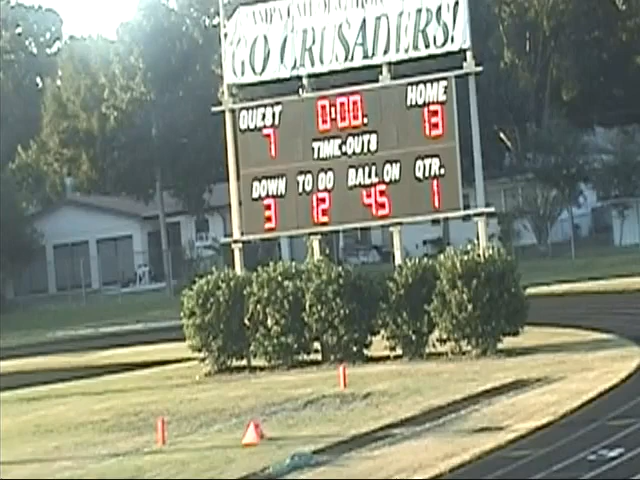 GO CRUSADERS!
GUEST 0:00. HOME
7 13
TIME-OUTS
DOWN TO GO BALL ON QTR.
3 12 45 1